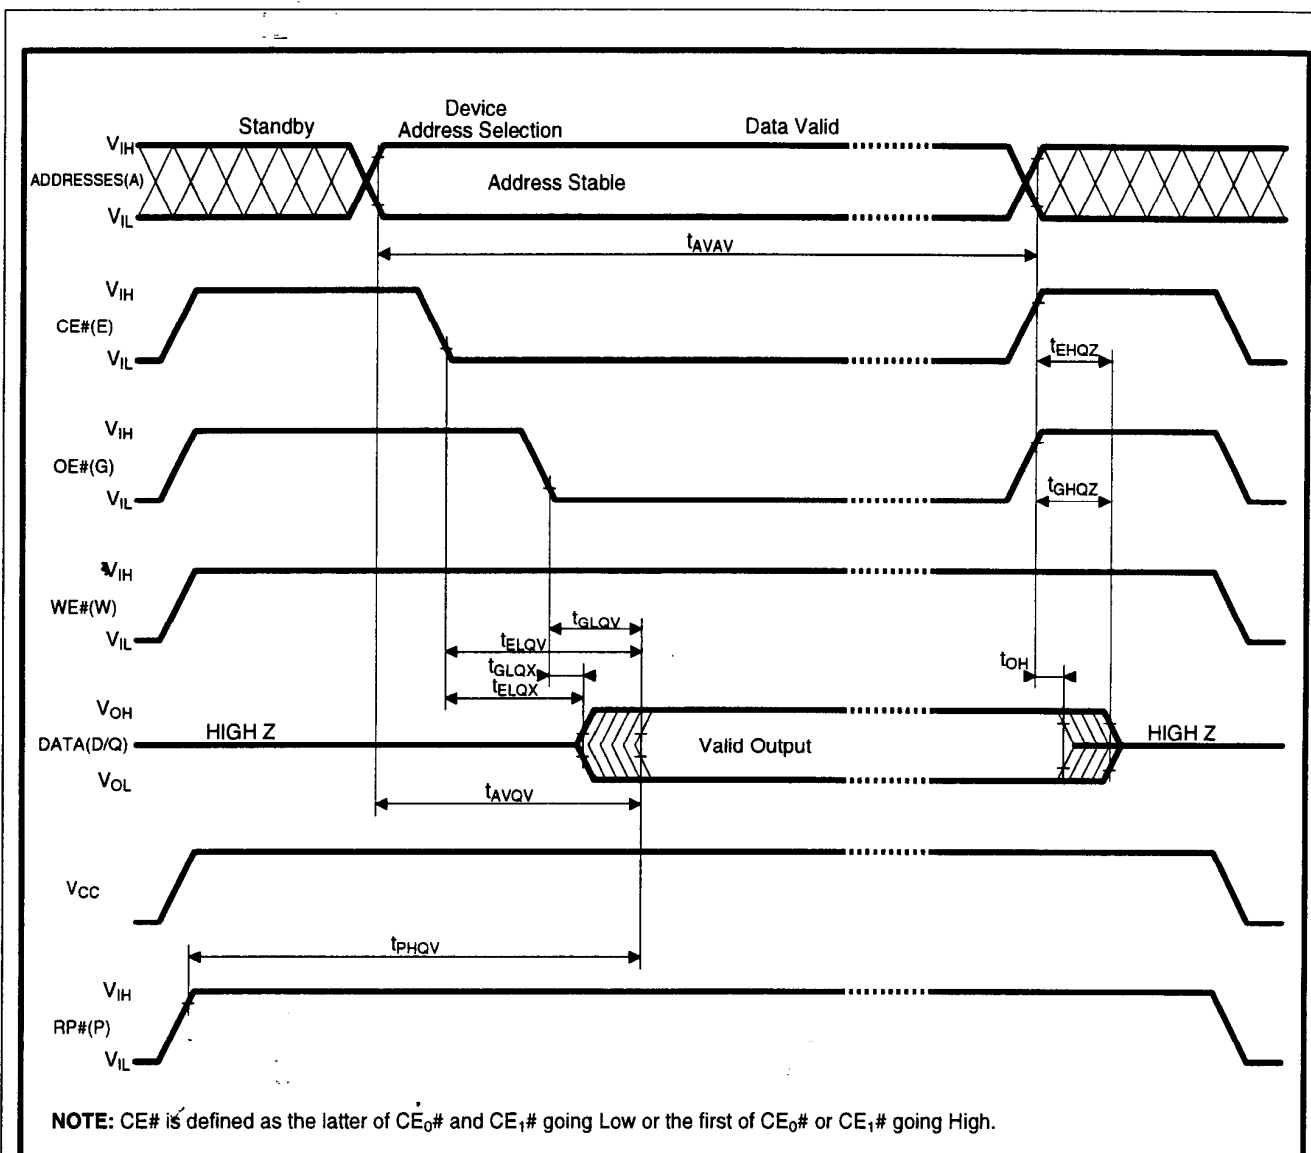 Standby
Device
Address Selection
Data Valid
VIH
ADDRESSES(A)
Address Stable
VIL
tAVAV
VIH
CE#(E)
VIL
tEHQZ
VIH
OE#(G)
VIL
tGHQZ
VIH
WE#(W)
VIL
tGLQV
tELQV
tGLQX
tELQX
tOH
VOH
HIGH Z
DATA(D/Q)
Valid Output
HIGH Z
VOL
tAVQV
VCC
tPHQV
VIH
RP#(P)
VIL
NOTE: CE# is defined as the latter of CE0# and CE1# going Low or the first of CE0# or CE1# going High.